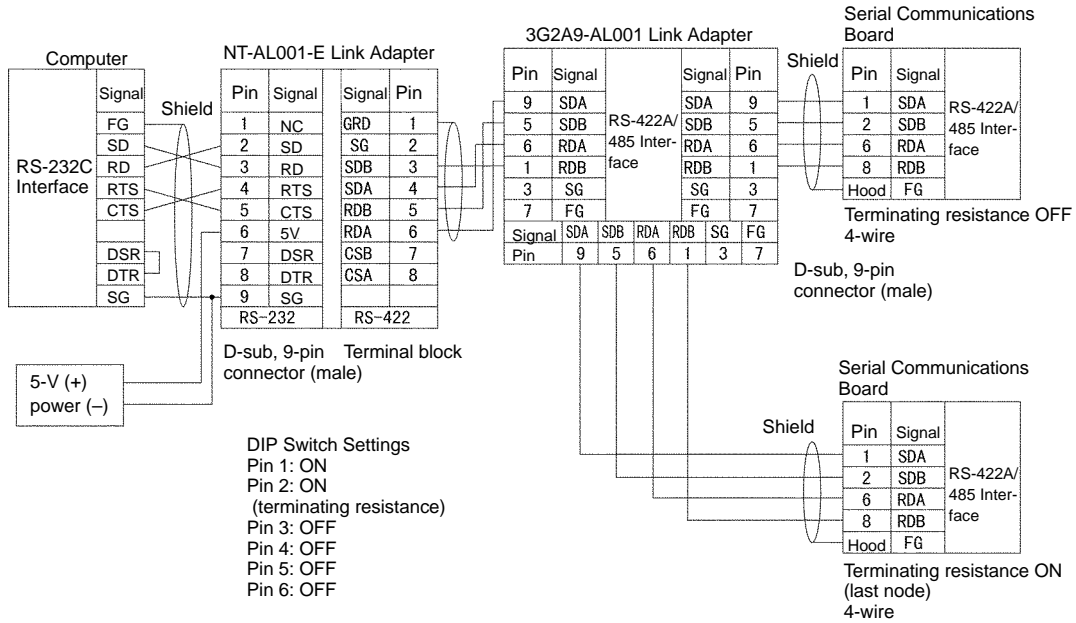 Computer
Signal
Shield
FG
SD
RD
RTS
CTS
DSR
DTR
SG
RS-232C
Interface
5-V (+)
power (–)
NT-AL001-E Link Adapter
Pin Signal Signal Pin
1 NC GRD 1
2 SD SG 2
3 RD SDB 3
4 RTS SDA 4
5 CTS RDB 5
6 5V RDA 6
7 DSR CSB 7
8 DTR CSA 8
9 SG
RS-232 RS-422
D-sub, 9-pin Terminal block
connector (male)
DIP Switch Settings
Pin 1: ON
Pin 2: ON
(terminating resistance)
Pin 3: OFF
Pin 4: OFF
Pin 5: OFF
Pin 6: OFF
3G2A9-AL001 Link Adapter
Pin Signal Signal Pin
9 SDA SDA 9
5 SDB SDB 5
6 RDA RDA 6
1 RDB RDB 1
3 SG SG 3
7 FG FG 7
RS-422A/
485 Inter-
face
Signal SDA SDB RDA RDB SG FG
Pin 9 5 6 1 3 7
D-sub, 9-pin
connector (male)
Serial Communications
Board
Shield
Pin Signal
1 SDA
2 SDB
6 RDA
8 RDB
Hood FG
RS-422A/
485 Inter-
face
Terminating resistance OFF
4-wire
Serial Communications
Board
Shield
Pin Signal
1 SDA
2 SDB
6 RDA
8 RDB
Hood FG
RS-422A/
485 Inter-
face
Terminating resistance ON
(last node)
4-wire